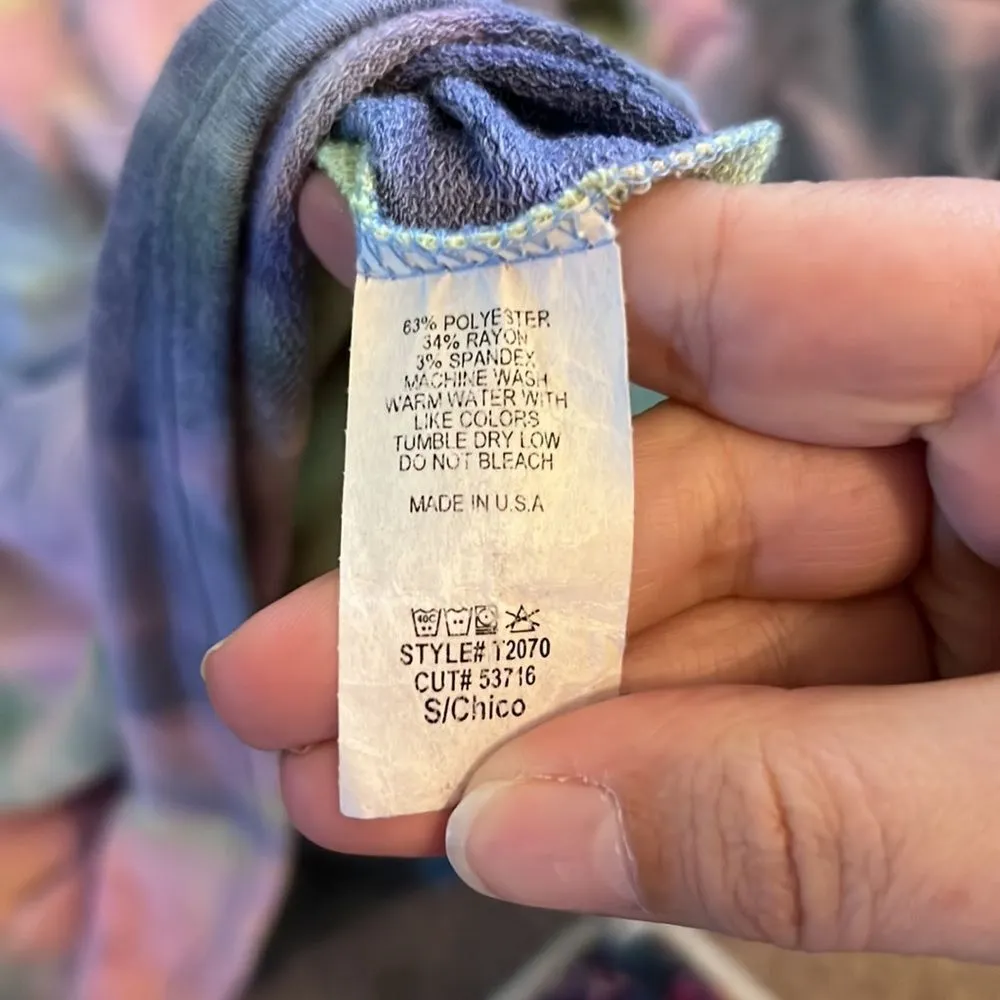 63% POLYESTER
34% RAYON
3% SPANDEX
MACHINE WASH
WARM WATER WITH
LIKE COLORS
TUMBLE DRY LOW
DO NOT BLEACH
MADE IN U.S.A
40C
STYLE# T2070
CUT# 53716
S/Chico